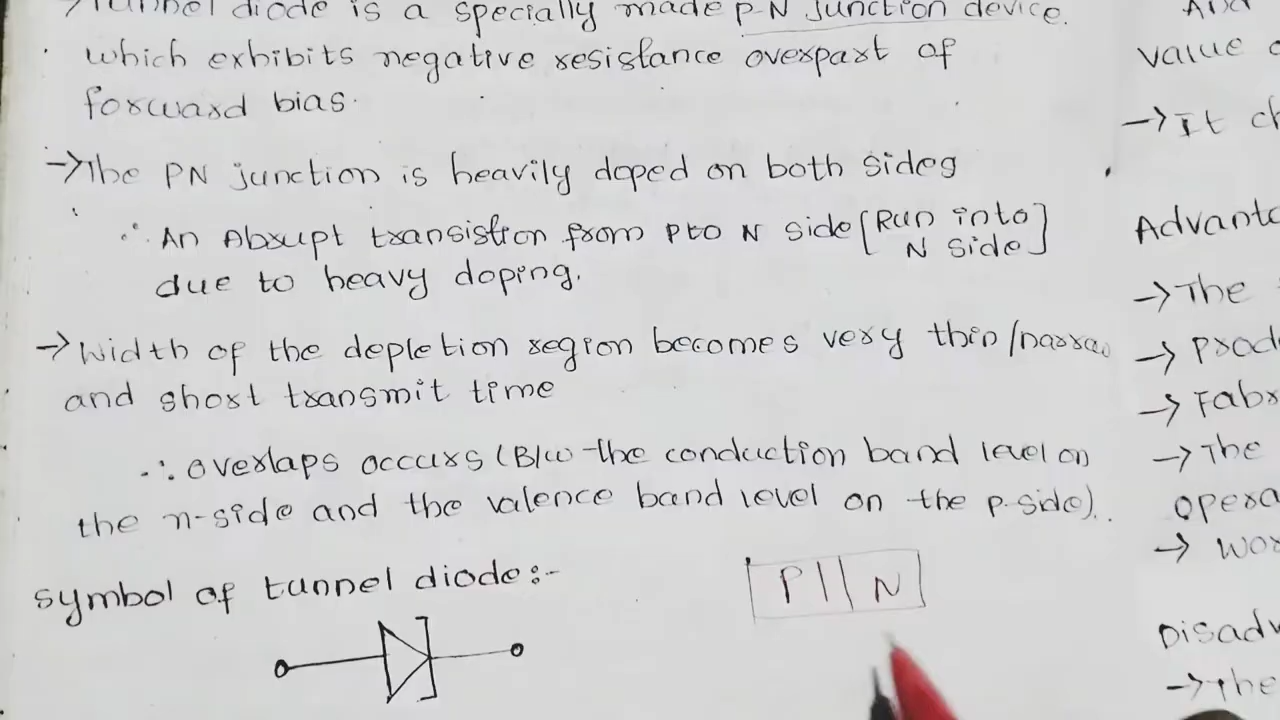 →Tunnel diode is a specially made P-N Junction device.
which exhibits negative resistance overpart of
forward bias.
→The PN junction is heavily doped on both sides
∴ An Abrupt transistion from P to N side [Run into
N side]
due to heavy doping.
→ Width of the depletion region becomes very thin/narrow
and short transmit time
∴ overlaps occurs (B/w the conduction band level on
the n-side and the valence band level on the p-side).
symbol of tunnel diode:-
P N
value
→ It
Advanta
→ The
→ Prod
→ Fabr
→ The
opera
→ wor
Disadv
→ The